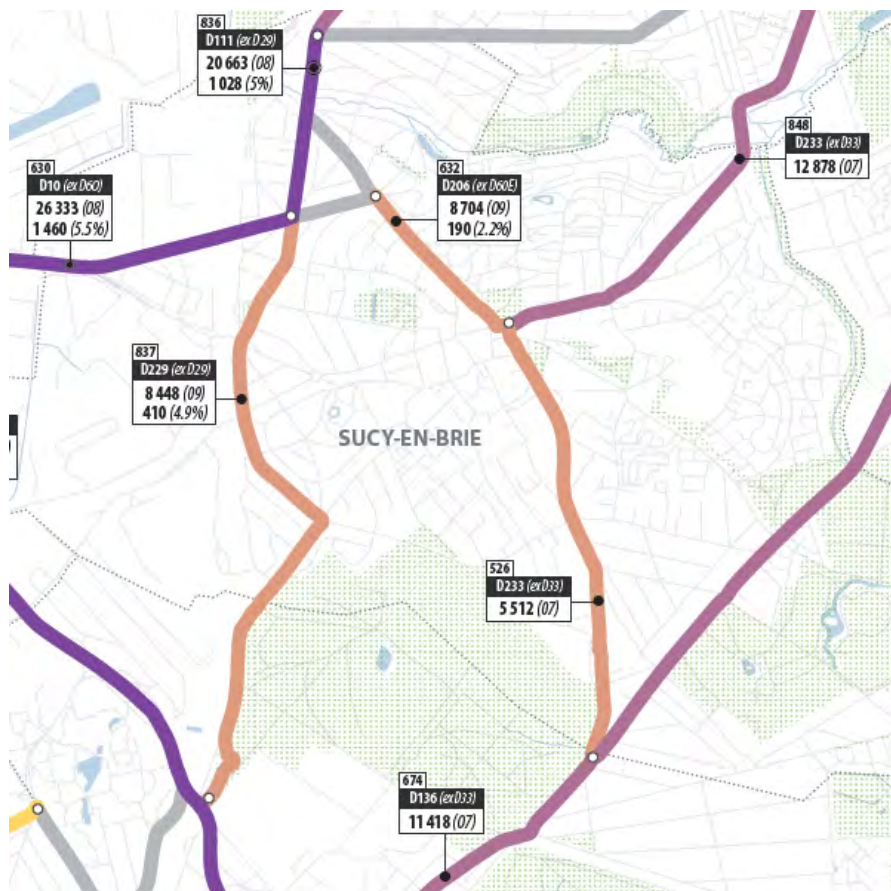 836
D111 (ex D29)
20 663 (08)
1 028 (5%)
848
D233 (ex D33)
12 878 (07)
630
D10 (ex D60)
26 333 (08)
1 460 (5.5%)
632
D206 (ex D60E)
8 704 (09)
190 (2.2%)
837
D229 (ex D29)
8 448 (09)
410 (4.9%)
SUCY-EN-BRIE
526
D233 (ex D33)
5 512 (07)
674
D136 (ex D33)
11 418 (07)